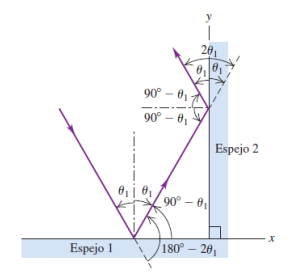 y
2θ₁
θ₁ θ₁
90° − θ₁
90° − θ₁
Espejo 2
θ₁ θ₁
90° − θ₁
x
Espejo 1
180° − 2θ₁